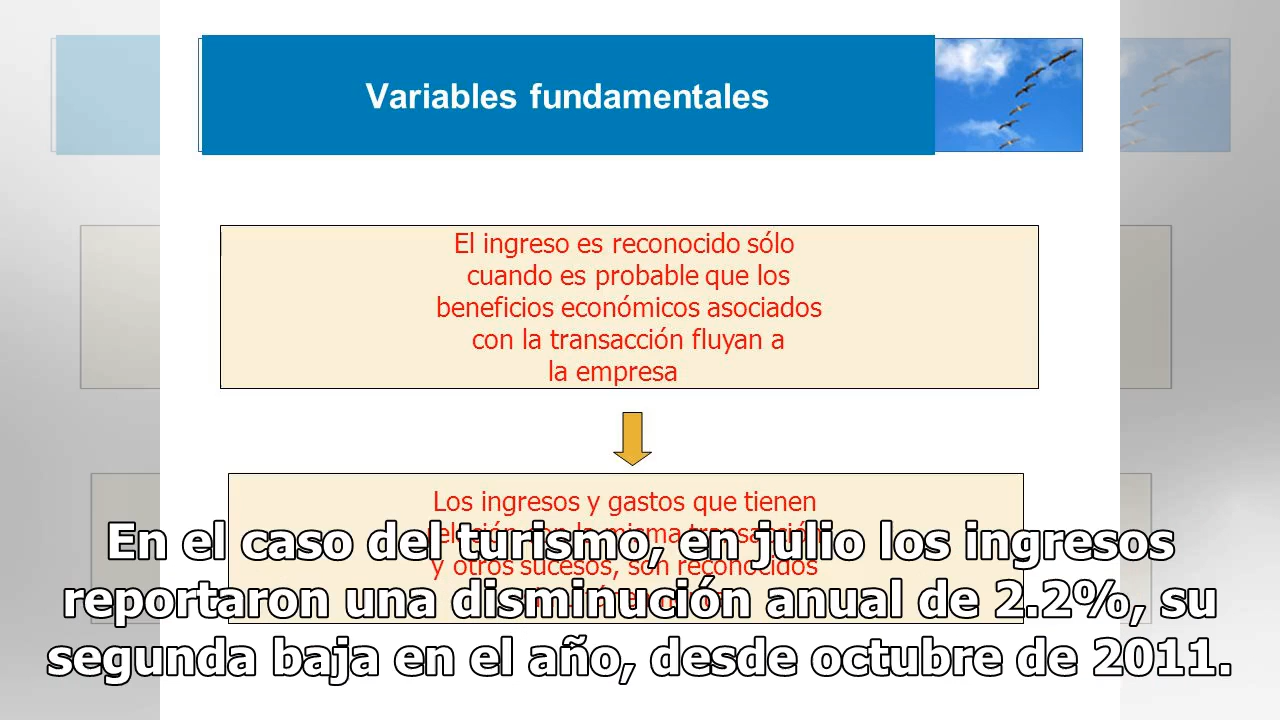 Variables fundamentales
El ingreso es reconocido sólo
cuando es probable que los
beneficios económicos asociados
con la transacción fluyan a
la empresa
Los ingresos y gastos que tienen
y otros sucesos, son reconocidos
En el caso del turismo, en julio los ingresos
reportaron una disminución anual de 2.2%, su
segunda baja en el año, desde octubre de 2011.